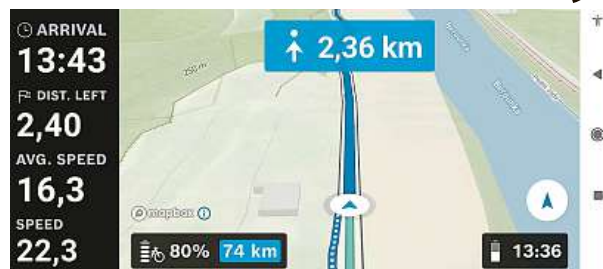 ARRIVAL
13:43
DIST. LEFT
2,40
AVG. SPEED
16,3
SPEED
22,3
2,36 km
mapbox
80% 74 km
13:36